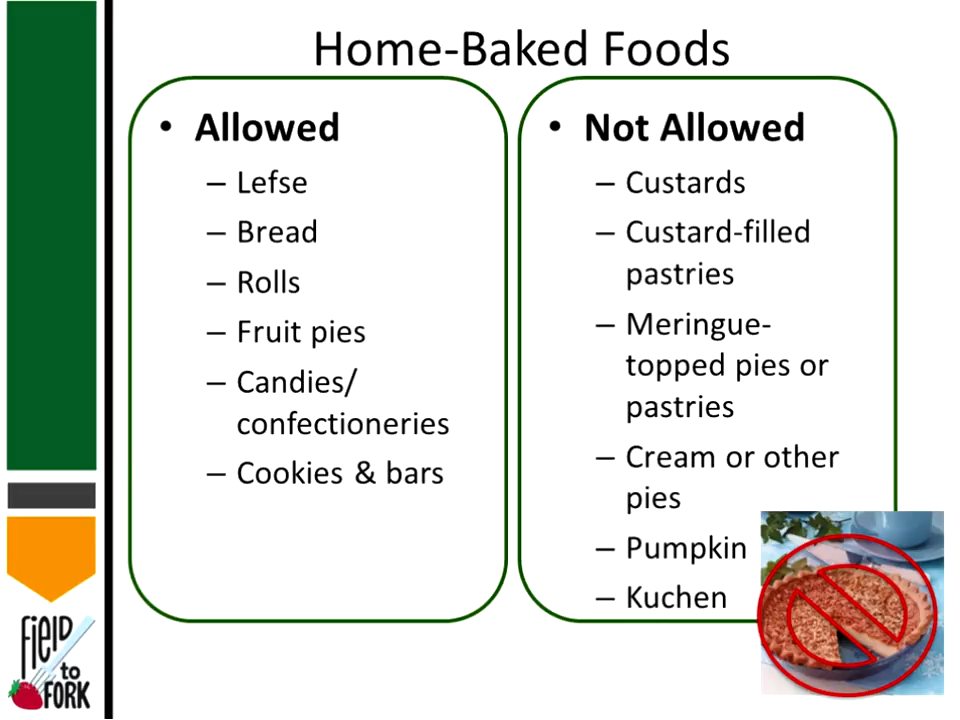 Home-Baked Foods
• Allowed
– Lefse
– Bread
– Rolls
– Fruit pies
– Candies/
confectioneries
– Cookies & bars
• Not Allowed
– Custards
– Custard-filled
pastries
– Meringue-
topped pies or
pastries
– Cream or other
pies
– Pumpkin
– Kuchen
FiElD
to
FORK